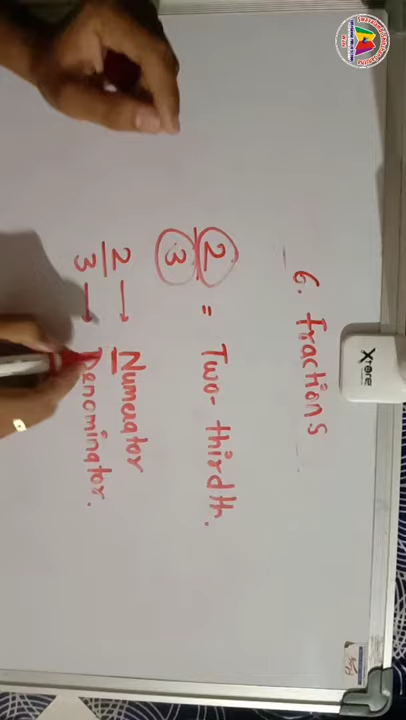 6. fractions
2/3 = Two-thirdth.
2/3 → Numerator
→ Denominator.
Xtore